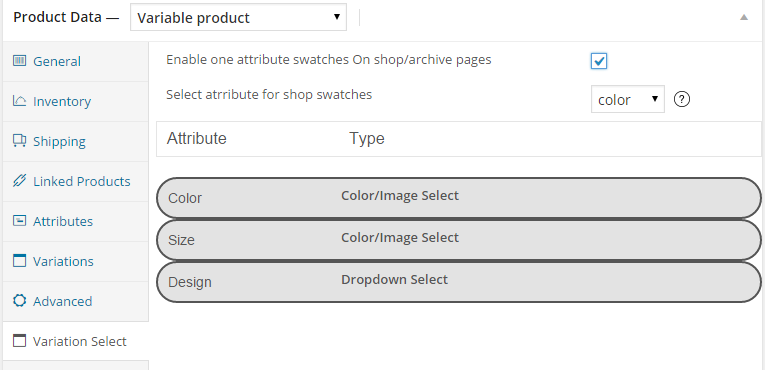 Product Data — Variable product
General
Inventory
Shipping
Linked Products
Attributes
Variations
Advanced
Variation Select
Enable one attribute swatches On shop/archive pages
Select atrribute for shop swatches color ?
Attribute Type
Color Color/Image Select
Size Color/Image Select
Design Dropdown Select